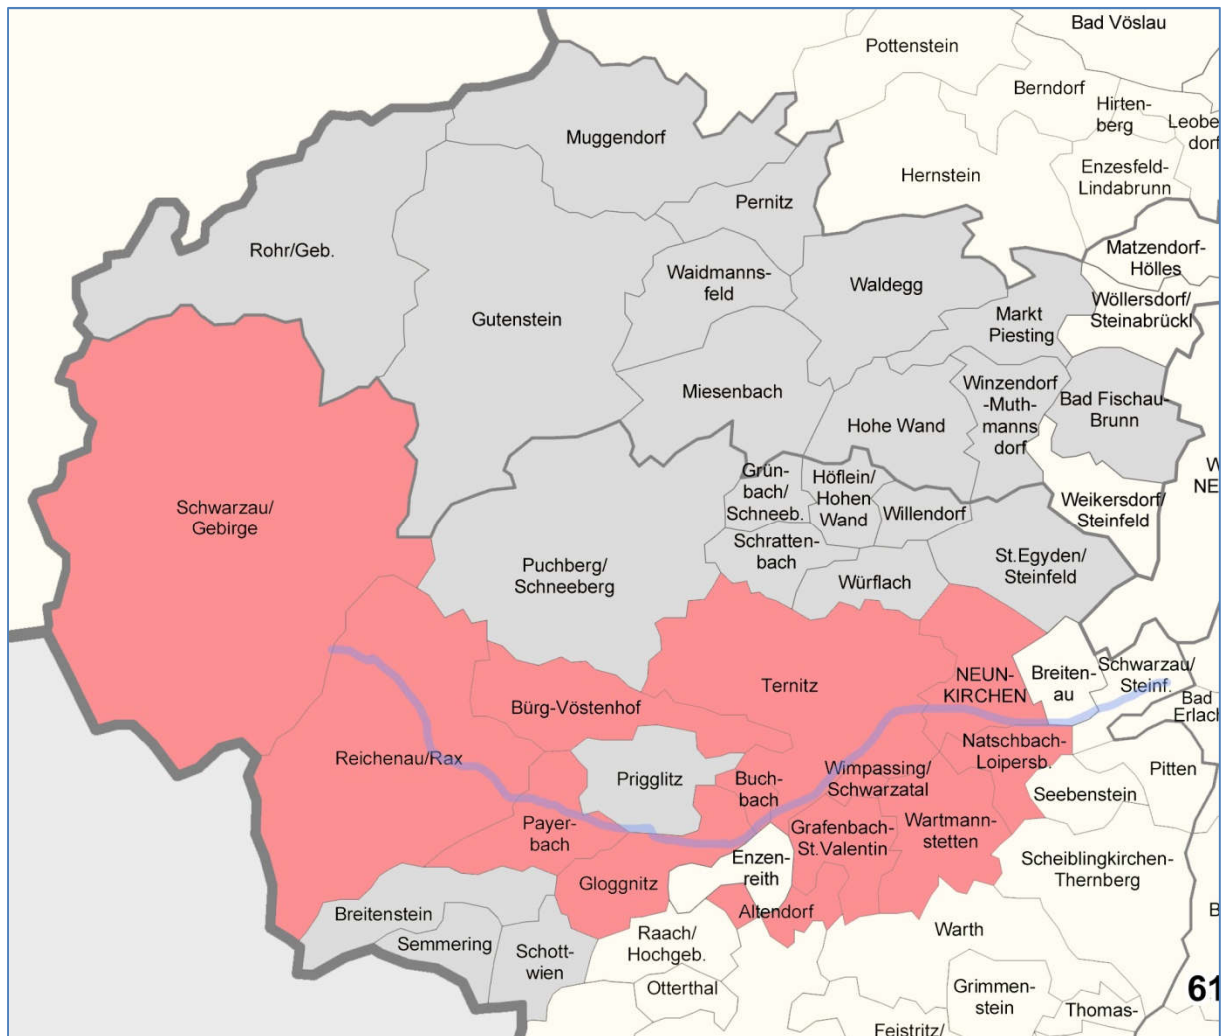 Bad Vöslau
Pottenstein
Berndorf
Hirten-
berg
Leobe
dorf
Muggendorf
Hernstein
Enzesfeld-
Lindabrunn
Pernitz
Rohr/Geb.
Matzendorf-
Hölles
Waidmanns-
feld
Waldegg
Wöllersdorf/
Steinabrückl
Gutenstein
Markt
Piesting
Miesenbach
Winzendorf
-Muth-
manns
dorf
Bad Fischau-
Brunn
Hohe Wand
Grün-
bach/
Schneeb.
Höflein/
Hohen
Wand
W
NE
Schwarzau/
Gebirge
Willendorf
Weikersdorf/
Steinfeld
Schratten-
bach
St.Egyden/
Steinfeld
Puchberg/
Schneeberg
Würflach
Breiten-
au
Schwarzau/
Steinf.
NEUN-
KIRCHEN
Ternitz
Bad
Erlach
Bürg-Vöstenhof
Natschbach-
Loipersb.
Reichenau/Rax
Wimpassing/
Schwarzatal
Pitten
Prigglitz
Buch-
bach
Seebenstein
Payer-
bach
Grafenbach-
St.Valentin
Wartmann-
stetten
Enzen-
reith
Scheiblingkirchen-
Thernberg
Gloggnitz
Altendorf
B
Breitenstein
Semmering
Raach/
Hochgeb.
Warth
Schott-
wien
Otterthal
Grimmen-
stein
61
Thomas-
Feistritz/